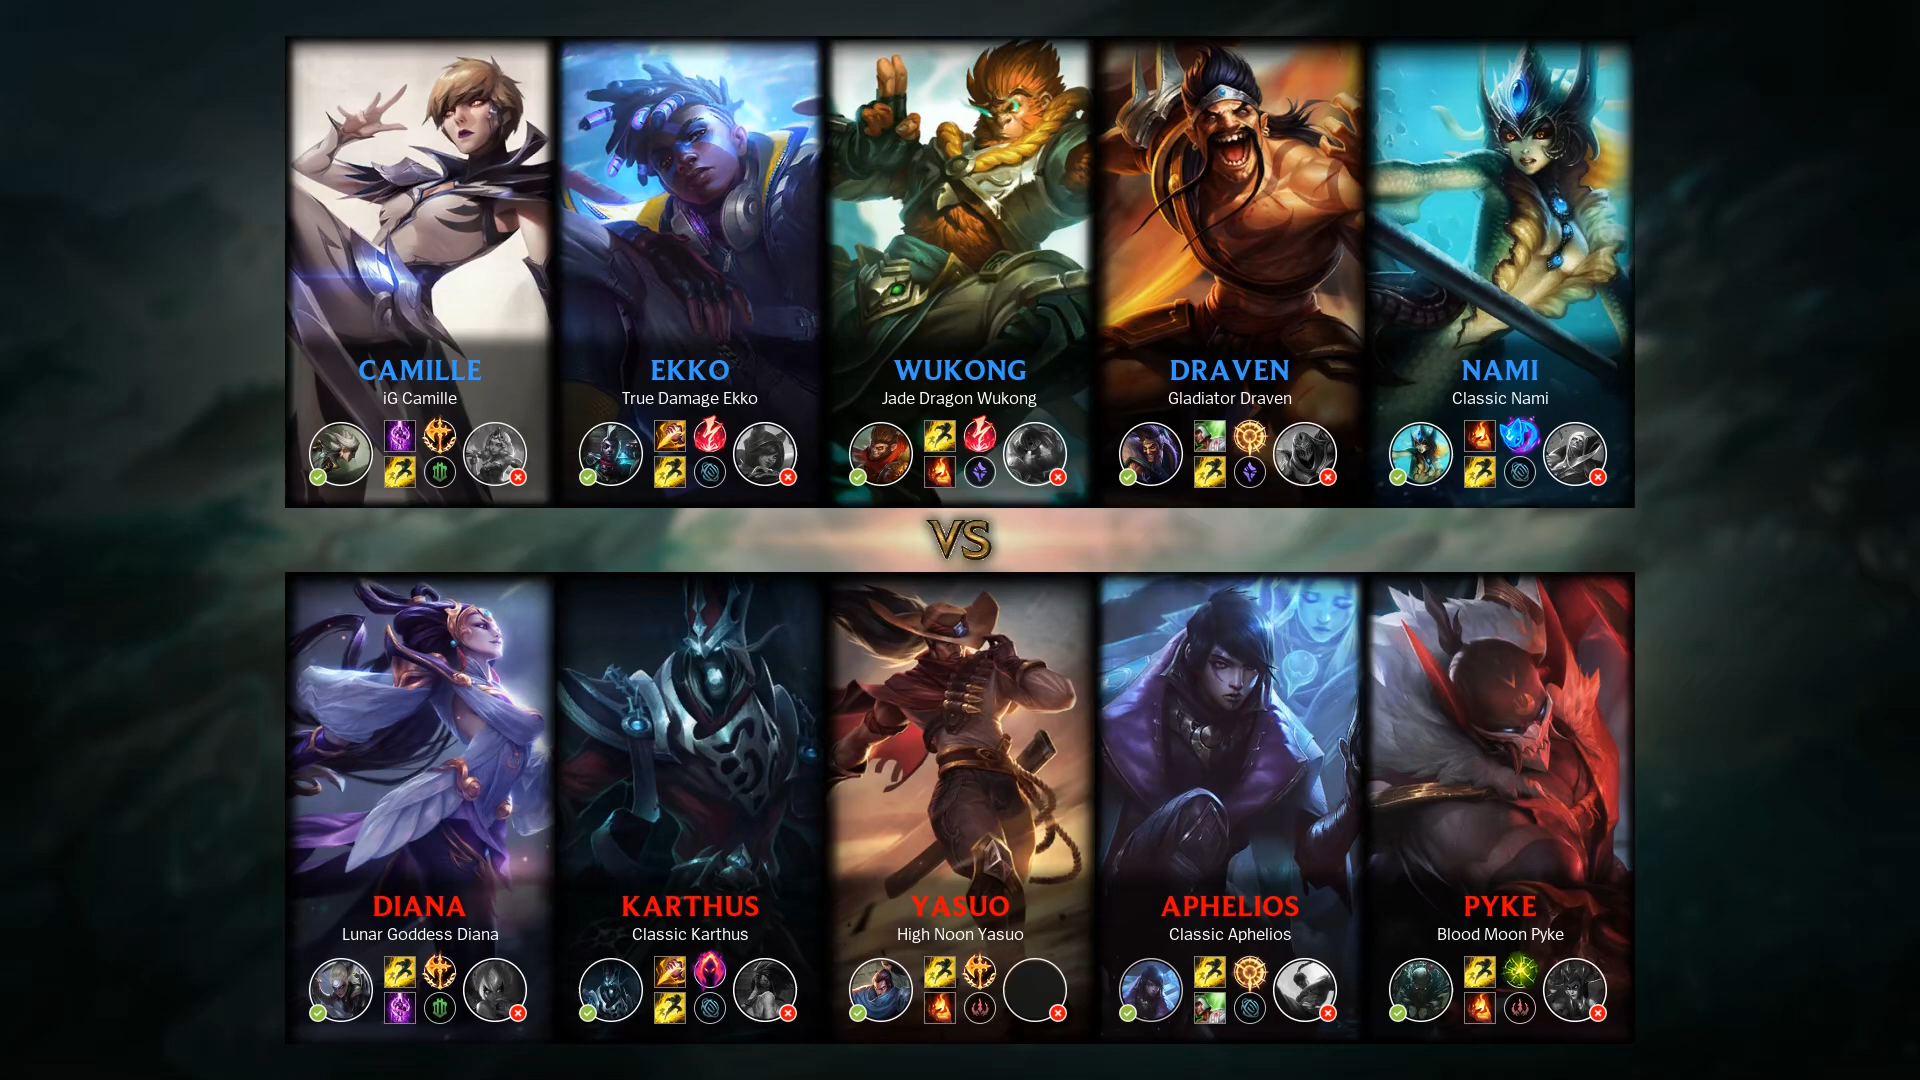 CAMILLE
iG Camille
EKKO
True Damage Ekko
WUKONG
Jade Dragon Wukong
DRAVEN
Gladiator Draven
NAMI
Classic Nami
VS
DIANA
Lunar Goddess Diana
KARTHUS
Classic Karthus
YASUO
High Noon Yasuo
APHELIOS
Classic Aphelios
PYKE
Blood Moon Pyke